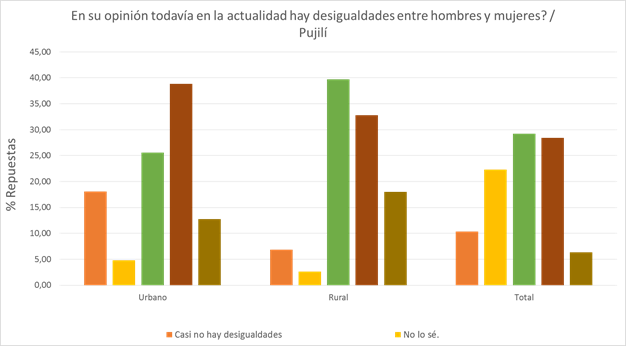 En su opinión todavía en la actualidad hay desigualdades entre hombres y mujeres? /
Pujilí
45,00
40,00
35,00
30,00
25,00
20,00
15,00
10,00
5,00
0,00
% Repuestas
Urbano Rural Total
Casi no hay desigualdades No lo sé.